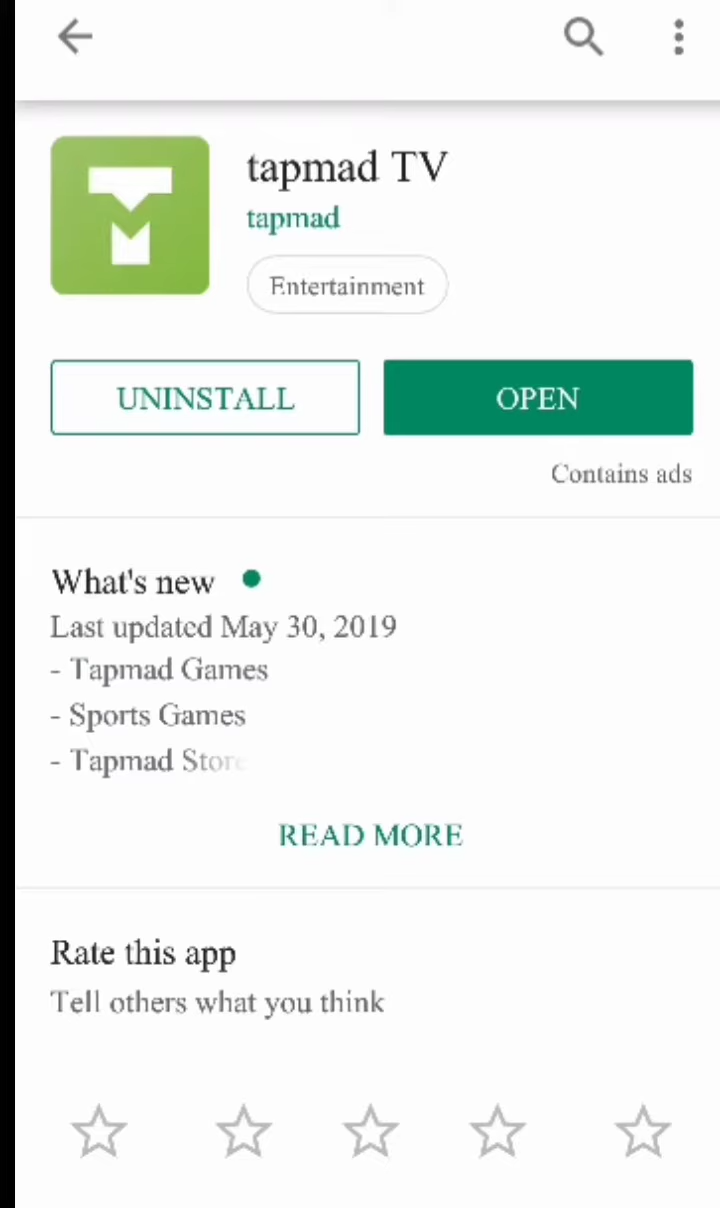 tapmad TV
tapmad
Entertainment
UNINSTALL
OPEN
Contains ads
What's new
Last updated May 30, 2019
- Tapmad Games
- Sports Games
- Tapmad Store
READ MORE
Rate this app
Tell others what you think